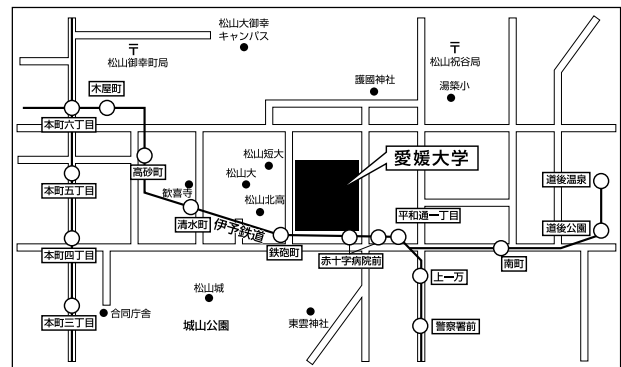 松山大御幸
キャンパス
松山御幸町局
松山祝谷局
木屋町
護國神社
湯築小
本町六丁目
松山短大
愛媛大学
高砂町
松山大
本町五丁目
歓喜寺
道後温泉
松山北高
平和通一丁目
清水町
伊予鉄道
道後公園
本町四丁目
鉄砲町
赤十字病院前
南町
上一万
松山城
合同庁舎
本町三丁目
城山公園
東雲神社
警察署前